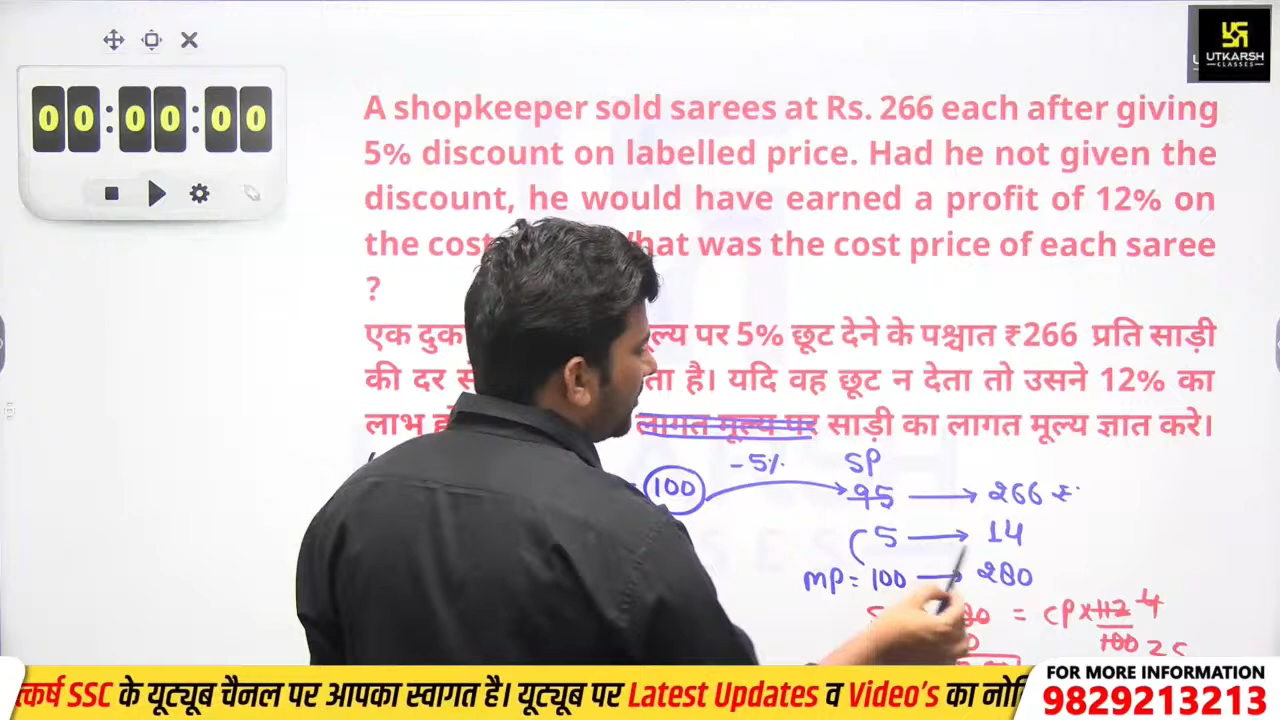 UTKARSH
CLASSES
00:00:00
A shopkeeper sold sarees at Rs. 266 each after giving
5% discount on labelled price. Had he not given the
discount, he would have earned a profit of 12% on
the cost hat was the cost price of each saree
?
एक दुक मूल्य पर 5% छूट देने के पश्चात ₹266 प्रति साड़ी
की दर से ता है। यदि वह छूट न देता तो उसने 12% का
लाभ लागत मूल्य पर साड़ी का लागत मूल्य ज्ञात करे।
100 -5% SP
95 → 266 ₹
5 → 14
MP = 100 → 280
= CP × 112 4
100 25
त्कर्ष SSC के यूट्यूब चैनल पर आपका स्वागत है। यूट्यूब पर Latest Updates व Video's का नो
FOR MORE INFORMATION
9829213213